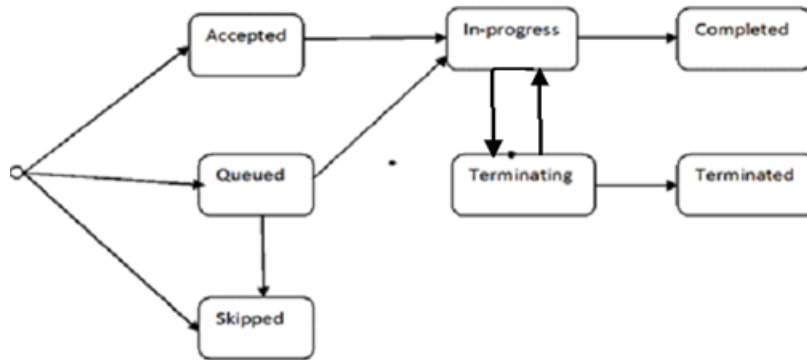 Accepted
In-progress
Completed
Queued
Terminating
Terminated
Skipped